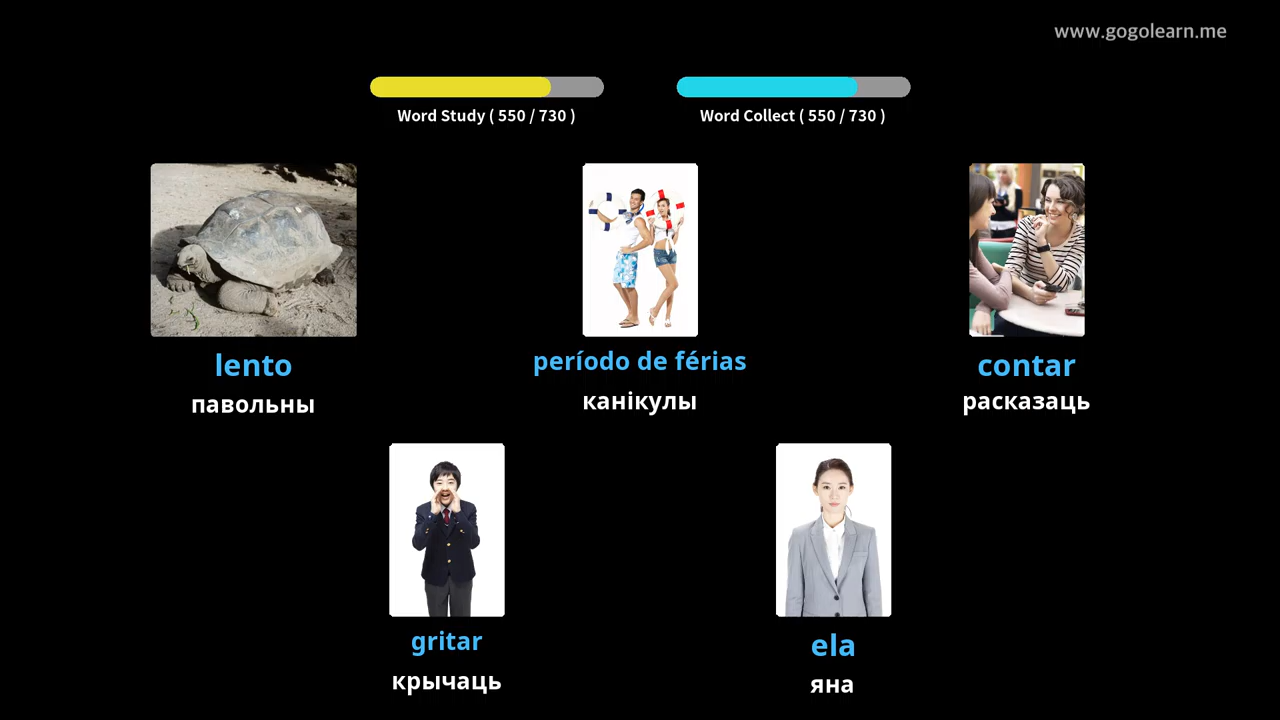 www.gogolearn.me
Word Study ( 550 / 730 )
Word Collect ( 550 / 730 )
lento
павольны
período de férias
канікулы
contar
расказаць
gritar
крычаць
ela
яна